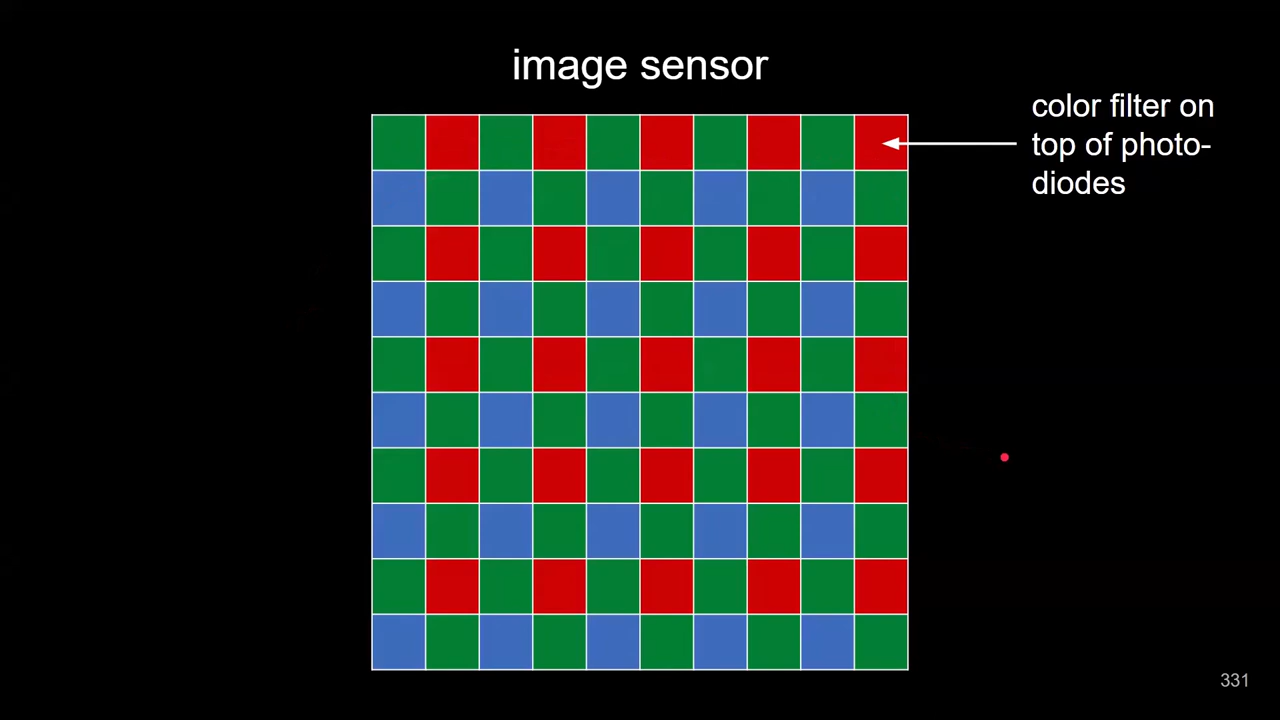 image sensor
color filter on
top of photo-
diodes
331